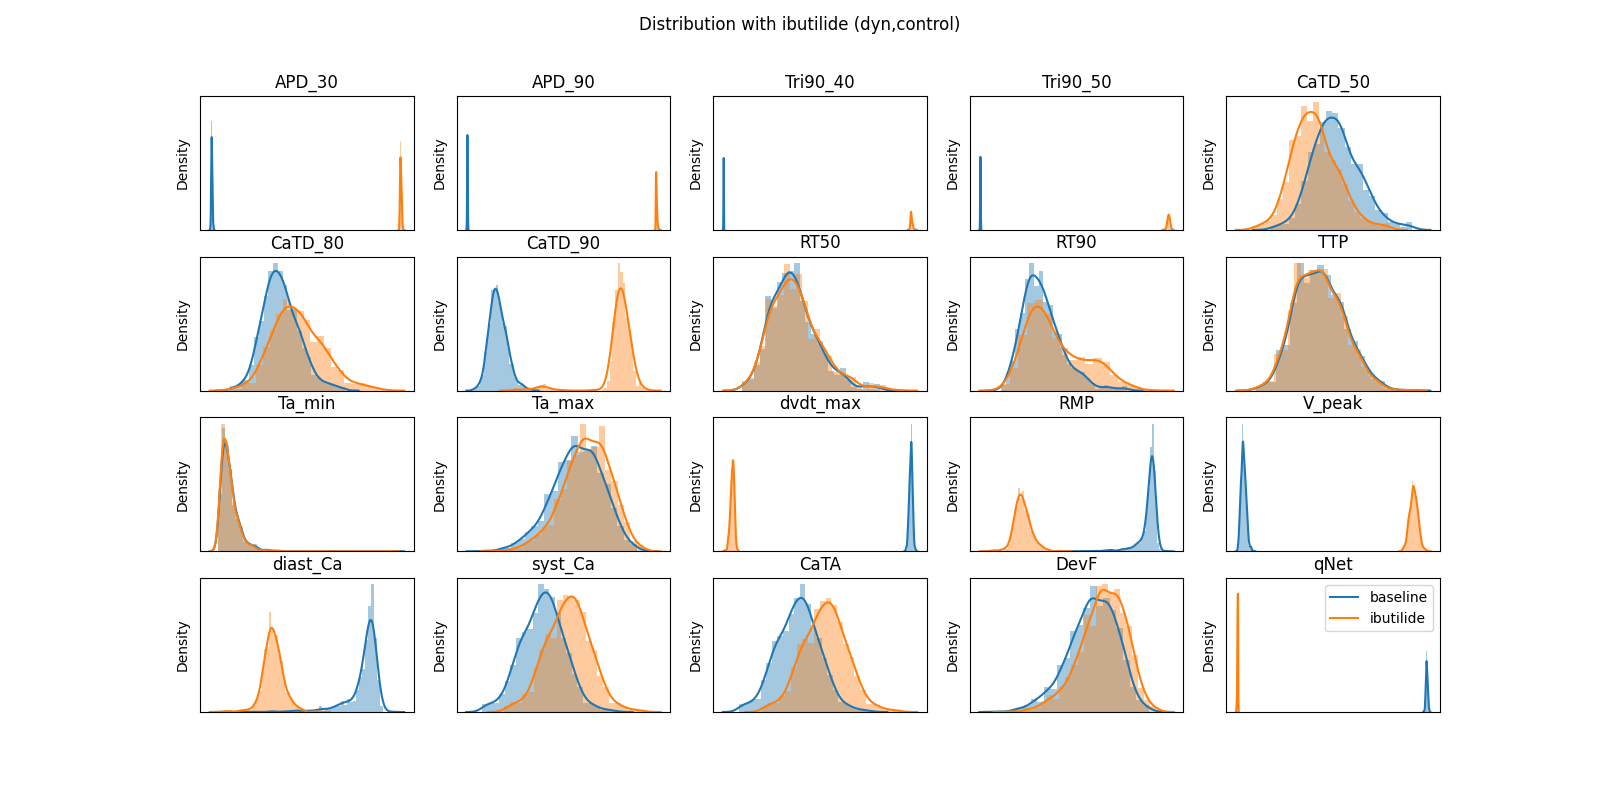 Distribution with ibutilide (dyn,control)
APD_30
APD_90
Tri90_40
Tri90_50
CaTD_50
Density
Density
Density
Density
Density
CaTD_80
CaTD_90
RT50
RT90
TTP
Density
Density
Density
Density
Density
Ta_min
Ta_max
dvdt_max
RMP
V_peak
Density
Density
Density
Density
Density
diast_Ca
syst_Ca
CaTA
DevF
qNet
Density
Density
Density
Density
Density
baseline
ibutilide